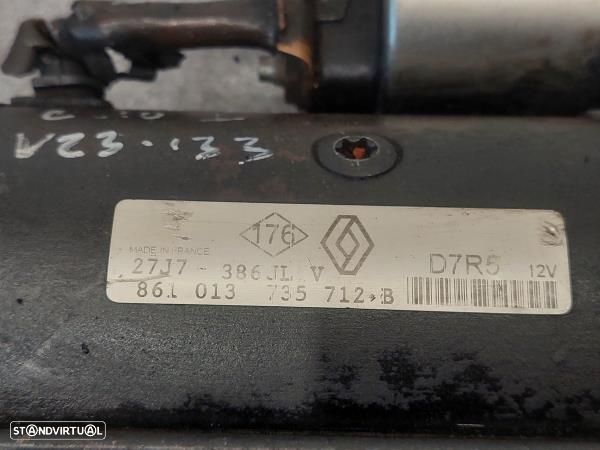 V23-133
176
MADE IN FRANCE
27J7 - 386JL V
D7R5 12V
861 013 735 712 B
STANDVIRTUAL